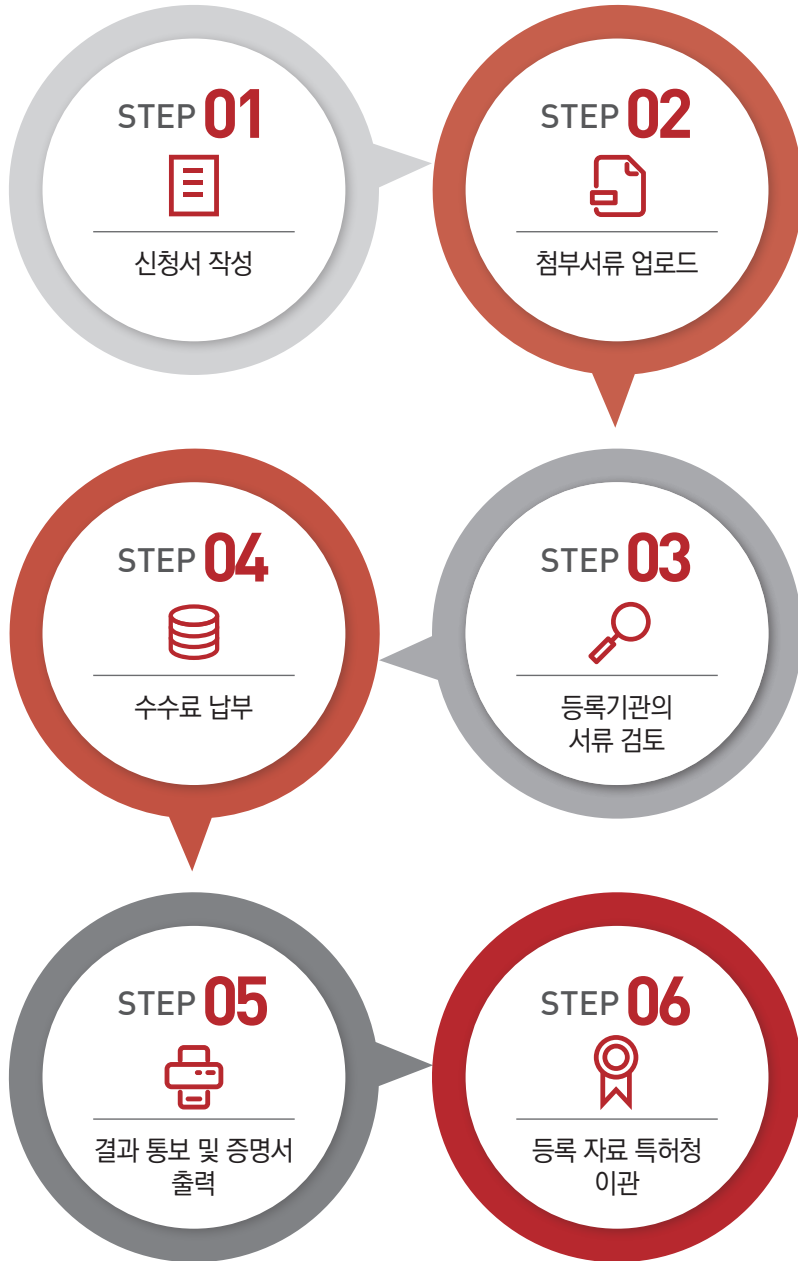 STEP 01
신청서 작성
STEP 02
첨부서류 업로드
STEP 03
등록기관의
서류 검토
STEP 04
수수료 납부
STEP 05
결과 통보 및 증명서
출력
STEP 06
등록 자료 특허청
이관